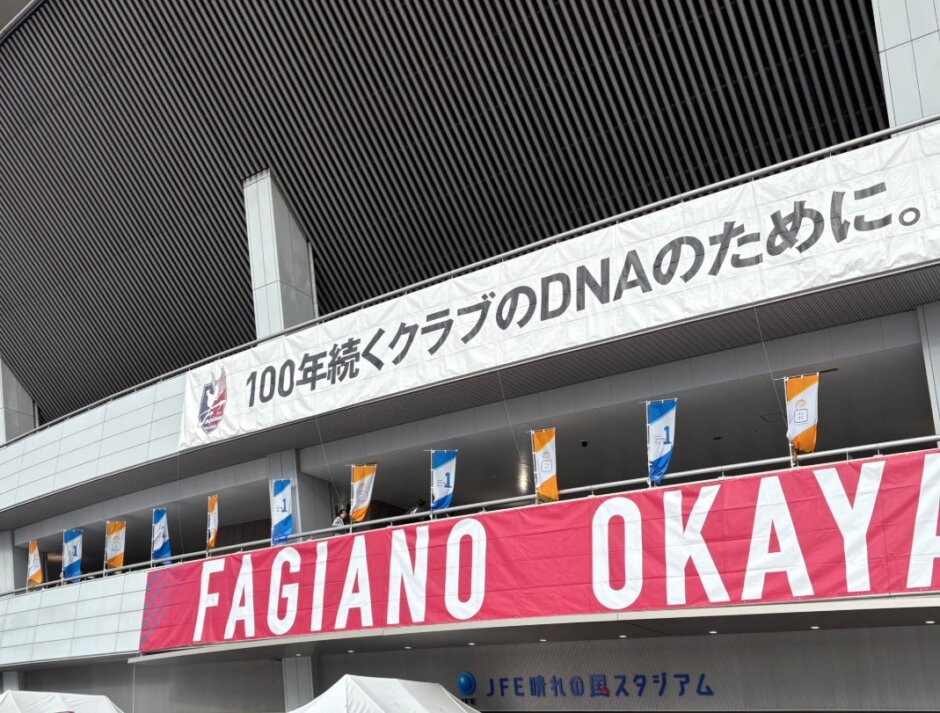 100年続くクラブのDNAのために。
FAGIANO OKAYA
JFE晴れの国スタジアム